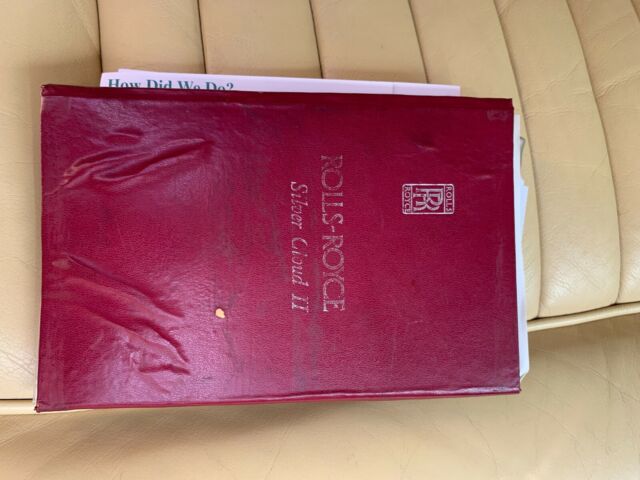 How Did We Do?
ROLLS
RR
ROYCE
ROLLS-ROYCE
Silver Cloud II